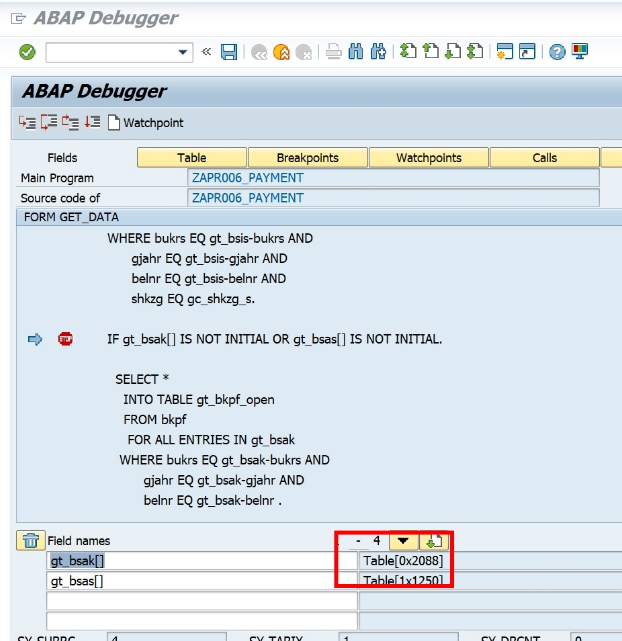 ABAP Debugger
ABAP Debugger
Watchpoint
Fields Table Breakpoints Watchpoints Calls
Main Program ZAPR006_PAYMENT
Source code of ZAPR006_PAYMENT
FORM GET_DATA
WHERE bukrs EQ gt_bsis-bukrs AND
gjahr EQ gt_bsis-gjahr AND
belnr EQ gt_bsis-belnr AND
shkzg EQ gc_shkzg_s.
IF gt_bsak[] IS NOT INITIAL OR gt_bsas[] IS NOT INITIAL.
SELECT *
INTO TABLE gt_bkpf_open
FROM bkpf
FOR ALL ENTRIES IN gt_bsak
WHERE bukrs EQ gt_bsak-bukrs AND
gjahr EQ gt_bsak-gjahr AND
belnr EQ gt_bsak-belnr .
Field names - 4
gt_bsak[] Table[0x2088]
gt_bsas[] Table[1x1250]
SY-SUBRC 4 SY-TABIX 1 SY-DBCNT 0